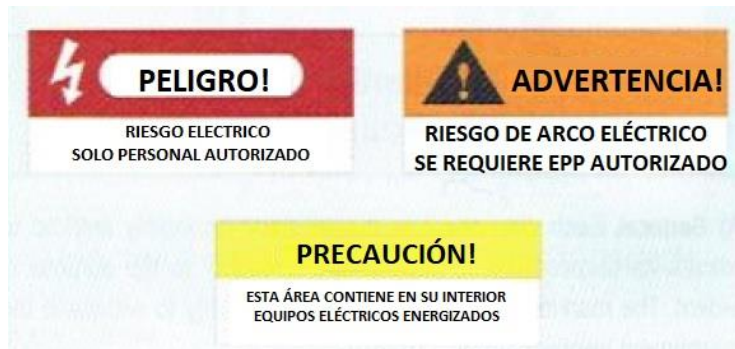 PELIGRO!
RIESGO ELECTRICO
SOLO PERSONAL AUTORIZADO
ADVERTENCIA!
RIESGO DE ARCO ELÉCTRICO
SE REQUIERE EPP AUTORIZADO
PRECAUCIÓN!
ESTA ÁREA CONTIENE EN SU INTERIOR
EQUIPOS ELÉCTRICOS ENERGIZADOS